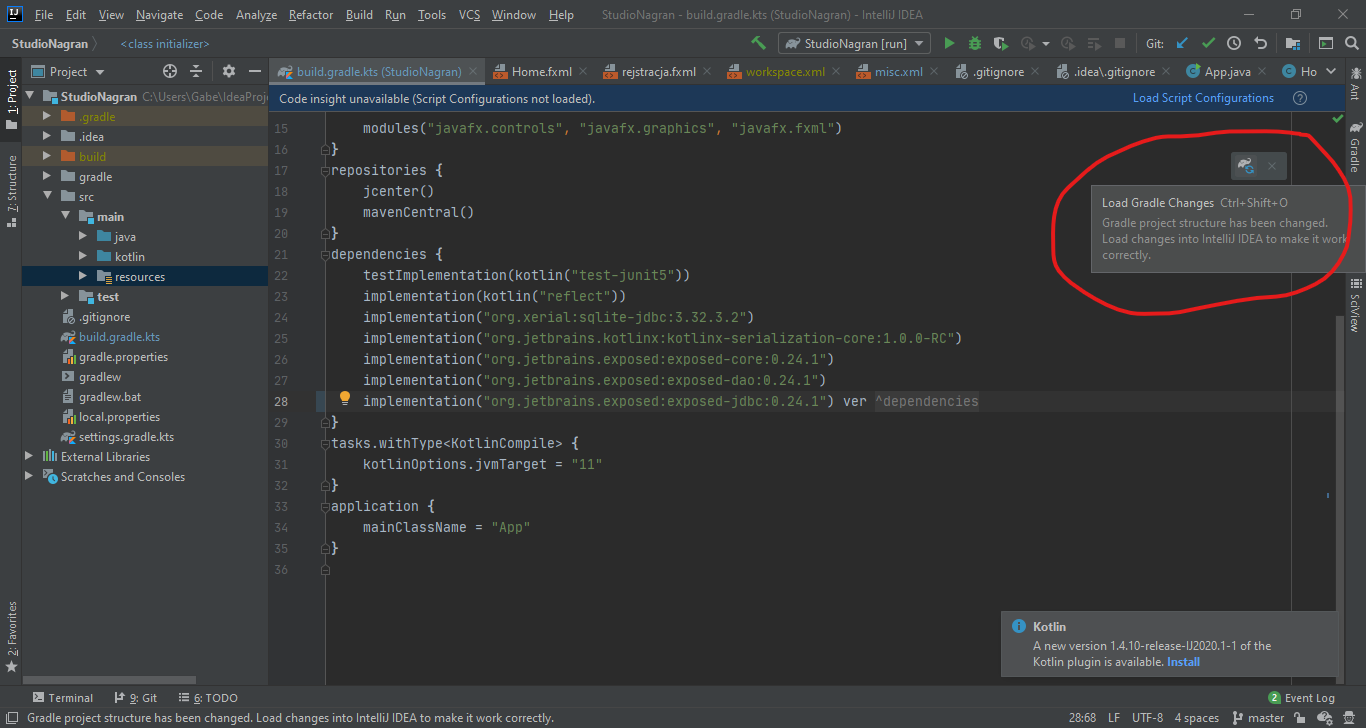 IJ File Edit View Navigate Code Analyze Refactor Build Run Tools VCS Window Help StudioNagran - build.gradle.kts (StudioNagran) - IntelliJ IDEA
StudioNagran <class initializer> StudioNagran [run] Git:
Project build.gradle.kts (StudioNagran) Home.fxml rejstracja.fxml workspace.xml misc.xml .gitignore .idea\.gitignore App.java Ho
1: Project
7: Structure
2: Favorites
StudioNagran C:\Users\Gabe\IdeaProj
.gradle
.idea
build
gradle
src
main
java
kotlin
resources
test
.gitignore
build.gradle.kts
gradle.properties
gradlew
gradlew.bat
local.properties
settings.gradle.kts
External Libraries
Scratches and Consoles
Code insight unavailable (Script Configurations not loaded). Load Script Configurations ?
15 modules("javafx.controls", "javafx.graphics", "javafx.fxml")
16 }
17 repositories {
18 jcenter()
19 mavenCentral()
20 }
21 dependencies {
22 testImplementation(kotlin("test-junit5"))
23 implementation(kotlin("reflect"))
24 implementation("org.xerial:sqlite-jdbc:3.32.3.2")
25 implementation("org.jetbrains.kotlinx:kotlinx-serialization-core:1.0.0-RC")
26 implementation("org.jetbrains.exposed:exposed-core:0.24.1")
27 implementation("org.jetbrains.exposed:exposed-dao:0.24.1")
28 implementation("org.jetbrains.exposed:exposed-jdbc:0.24.1") ver ^dependencies
29 }
30 tasks.withType<KotlinCompile> {
31 kotlinOptions.jvmTarget = "11"
32 }
33 application {
34 mainClassName = "App"
35 }
36
Load Gradle Changes Ctrl+Shift+O
Gradle project structure has been changed.
Load changes into IntelliJ IDEA to make it work
correctly.
Ant
Gradle
SciView
Kotlin
A new version 1.4.10-release-IJ2020.1-1 of the
Kotlin plugin is available. Install
Terminal 9: Git 6: TODO 2 Event Log
Gradle project structure has been changed. Load changes into IntelliJ IDEA to make it work correctly. 28:68 LF UTF-8 4 spaces master